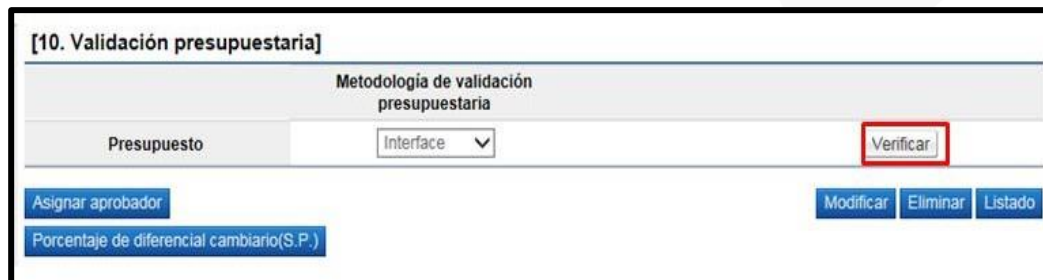 [10. Validación presupuestaria]
Metodología de validación
presupuestaria
Presupuesto
Interface
Verificar
Asignar aprobador
Modificar
Eliminar
Listado
Porcentaje de diferencial cambiario(S.P.)